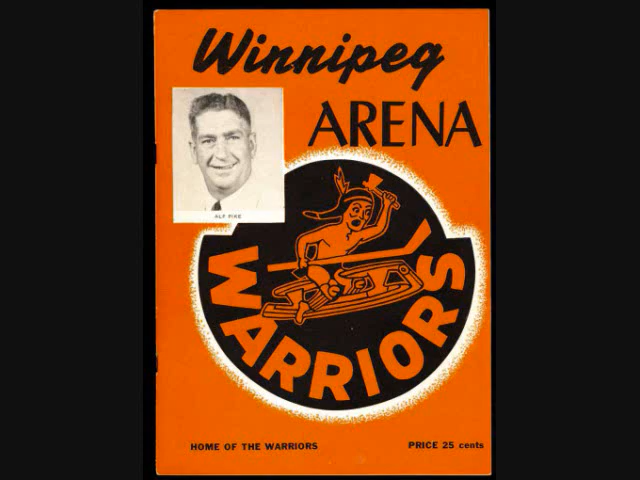 Winnipeg
ARENA
ALF PIKE
WARRIORS
HOME OF THE WARRIORS
PRICE 25 cents